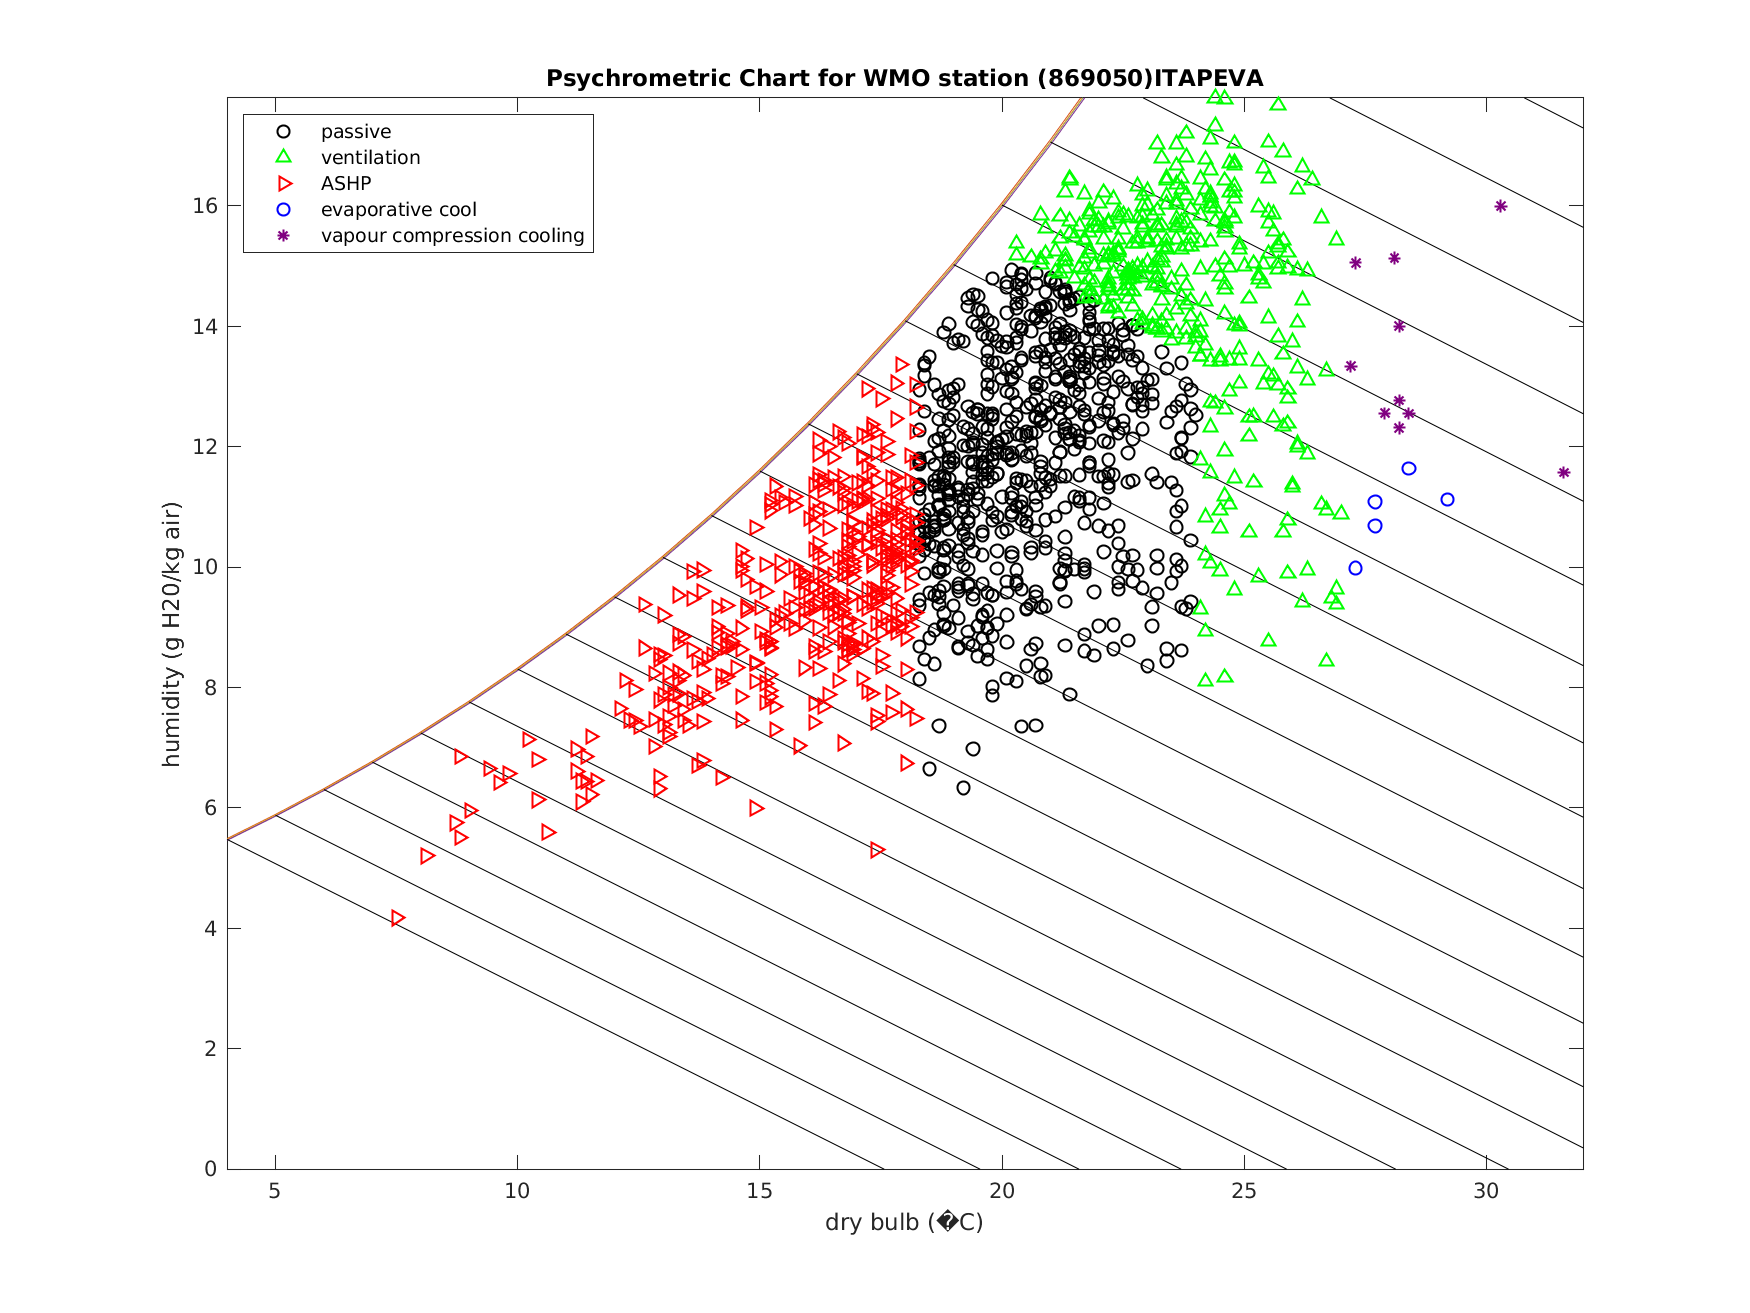 Psychrometric Chart for WMO station (869050)ITAPEVA
passive
ventilation
ASHP
evaporative cool
vapour compression cooling
humidity (g H20/kg air)
16
14
12
10
8
6
4
2
0
5 10 15 20 25 30
dry bulb (�C)